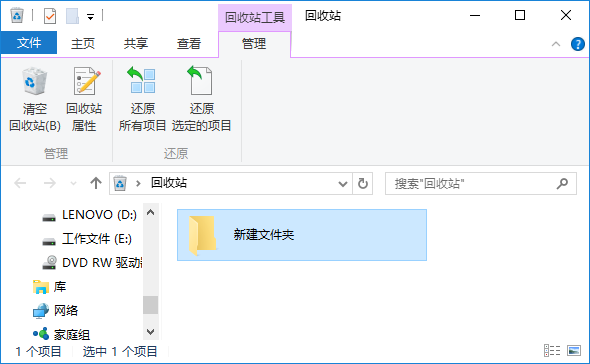 回收站工具
回收站
文件
主页
共享
查看
管理
清空
回收站(B)
回收站
属性
管理
还原
所有项目
还原
选定的项目
还原
回收站
搜索"回收站"
LENOVO (D:)
工作文件 (E:)
DVD RW 驱动器
库
网络
家庭组
新建文件夹
1 个项目
选中 1 个项目